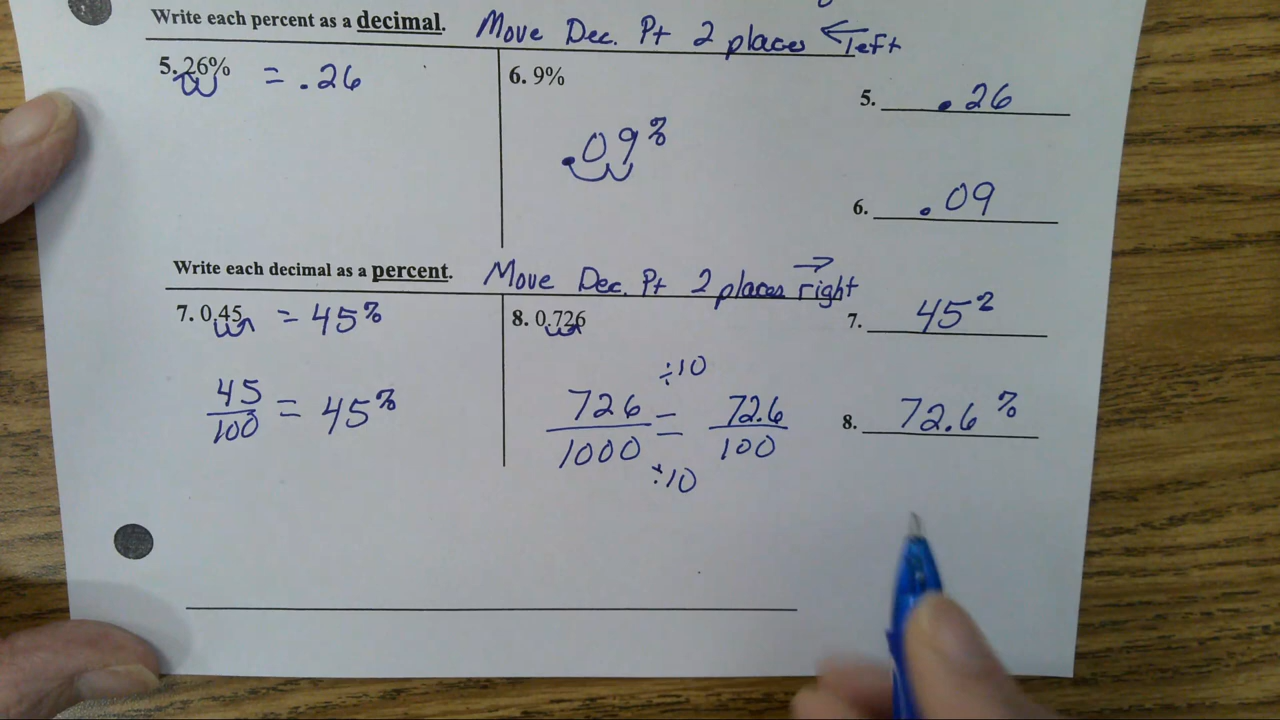 Write each percent as a decimal. Move Dec. Pt 2 places ← left
5. 26% = .26
6. 9%
.09%
5. .26
6. .09
Write each decimal as a percent. Move Dec. Pt 2 places → right
7. 0.45 = 45%
45/100 = 45%
8. 0.726
÷10
726/1000 = 72.6/100
÷10
7. 45%
8. 72.6%